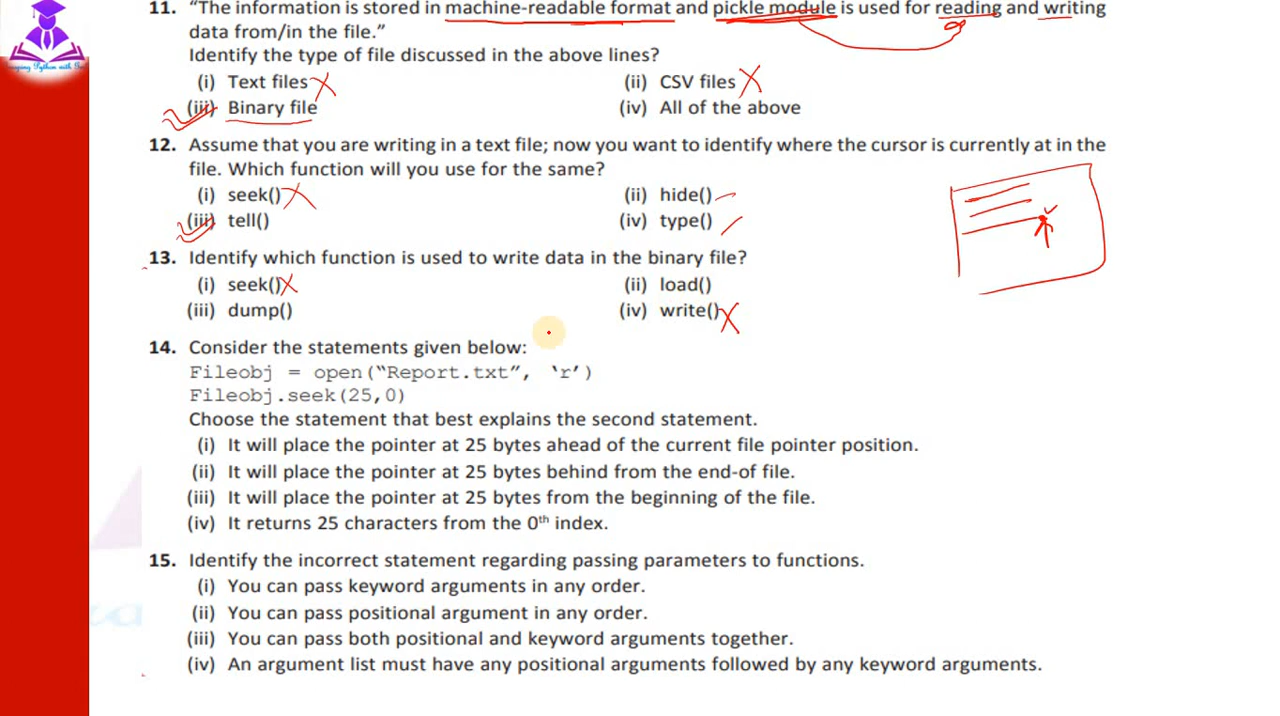 11. “The information is stored in machine-readable format and pickle module is used for reading and writing
data from/in the file.”
Identify the type of file discussed in the above lines?
(i) Text files (ii) CSV files
(iii) Binary file (iv) All of the above
12. Assume that you are writing in a text file; now you want to identify where the cursor is currently at in the
file. Which function will you use for the same?
(i) seek() (ii) hide()
(iii) tell() (iv) type()
13. Identify which function is used to write data in the binary file?
(i) seek() (ii) load()
(iii) dump() (iv) write()
14. Consider the statements given below:
Fileobj = open(“Report.txt”, ‘r’)
Fileobj.seek(25,0)
Choose the statement that best explains the second statement.
(i) It will place the pointer at 25 bytes ahead of the current file pointer position.
(ii) It will place the pointer at 25 bytes behind from the end-of file.
(iii) It will place the pointer at 25 bytes from the beginning of the file.
(iv) It returns 25 characters from the 0th index.
15. Identify the incorrect statement regarding passing parameters to functions.
(i) You can pass keyword arguments in any order.
(ii) You can pass positional argument in any order.
(iii) You can pass both positional and keyword arguments together.
(iv) An argument list must have any positional arguments followed by any keyword arguments.